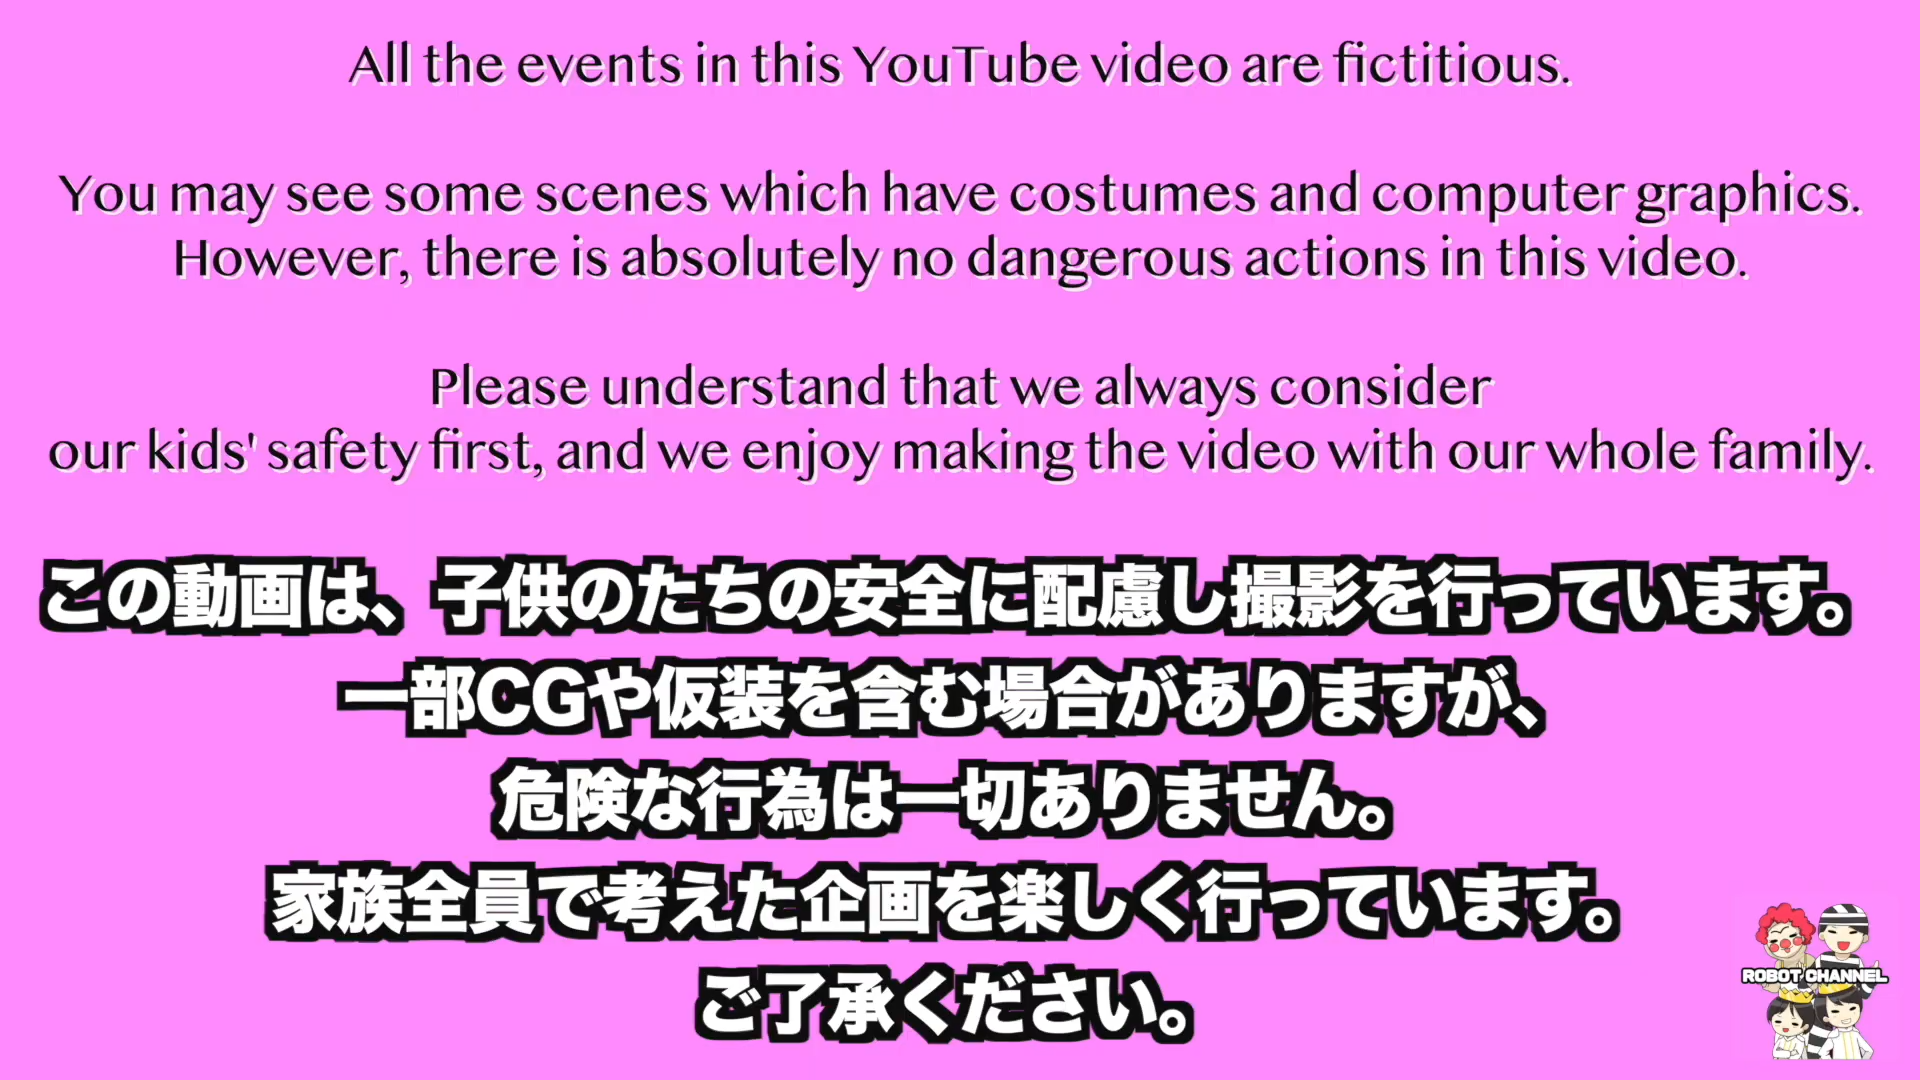 All the events in this YouTube video are fictitious.
You may see some scenes which have costumes and computer graphics.
However, there is absolutely no dangerous actions in this video.
Please understand that we always consider
our kids' safety first, and we enjoy making the video with our whole family.
この動画は、子供のたちの安全に配慮し撮影を行っています。
一部CGや仮装を含む場合がありますが、
危険な行為は一切ありません。
家族全員で考えた企画を楽しく行っています。
ご了承ください。
ROBOT CHANNEL